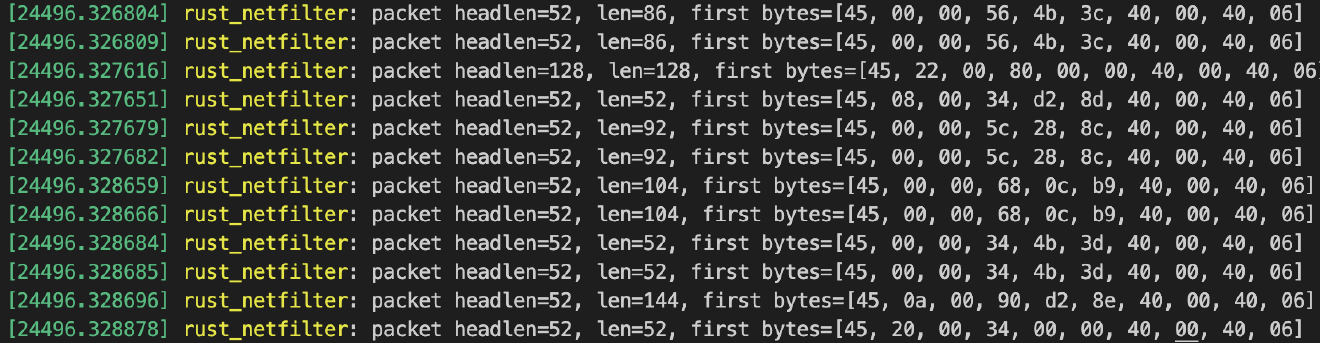 [24496.326804] rust_netfilter: packet headlen=52, len=86, first bytes=[45, 00, 00, 56, 4b, 3c, 40, 00, 40, 06]
[24496.326809] rust_netfilter: packet headlen=52, len=86, first bytes=[45, 00, 00, 56, 4b, 3c, 40, 00, 40, 06]
[24496.327616] rust_netfilter: packet headlen=128, len=128, first bytes=[45, 22, 00, 80, 00, 00, 40, 00, 40, 06]
[24496.327651] rust_netfilter: packet headlen=52, len=52, first bytes=[45, 08, 00, 34, d2, 8d, 40, 00, 40, 06]
[24496.327679] rust_netfilter: packet headlen=52, len=92, first bytes=[45, 00, 00, 5c, 28, 8c, 40, 00, 40, 06]
[24496.327682] rust_netfilter: packet headlen=52, len=92, first bytes=[45, 00, 00, 5c, 28, 8c, 40, 00, 40, 06]
[24496.328659] rust_netfilter: packet headlen=52, len=104, first bytes=[45, 00, 00, 68, 0c, b9, 40, 00, 40, 06]
[24496.328666] rust_netfilter: packet headlen=52, len=104, first bytes=[45, 00, 00, 68, 0c, b9, 40, 00, 40, 06]
[24496.328684] rust_netfilter: packet headlen=52, len=52, first bytes=[45, 00, 00, 34, 4b, 3d, 40, 00, 40, 06]
[24496.328685] rust_netfilter: packet headlen=52, len=52, first bytes=[45, 00, 00, 34, 4b, 3d, 40, 00, 40, 06]
[24496.328696] rust_netfilter: packet headlen=52, len=144, first bytes=[45, 0a, 00, 90, d2, 8e, 40, 00, 40, 06]
[24496.328878] rust_netfilter: packet headlen=52, len=52, first bytes=[45, 20, 00, 34, 00, 00, 40, 00, 40, 06]